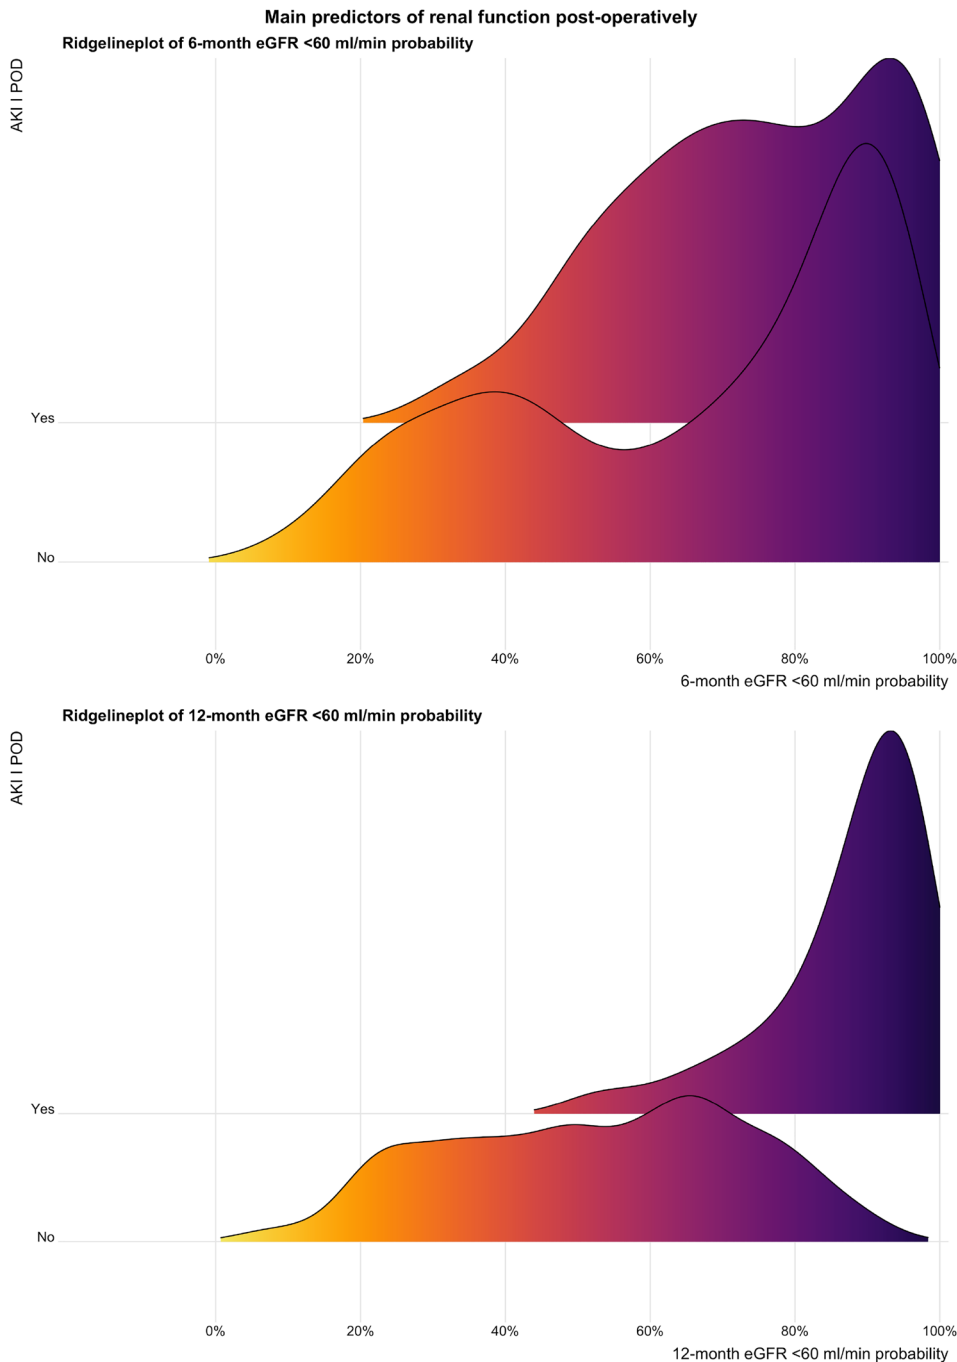 Main predictors of renal function post-operatively
Ridgelineplot of 6-month eGFR <60 ml/min probability
AKI I POD
Yes
No
0% 20% 40% 60% 80% 100%
6-month eGFR <60 ml/min probability
Ridgelineplot of 12-month eGFR <60 ml/min probability
AKI I POD
Yes
No
0% 20% 40% 60% 80% 100%
12-month eGFR <60 ml/min probability